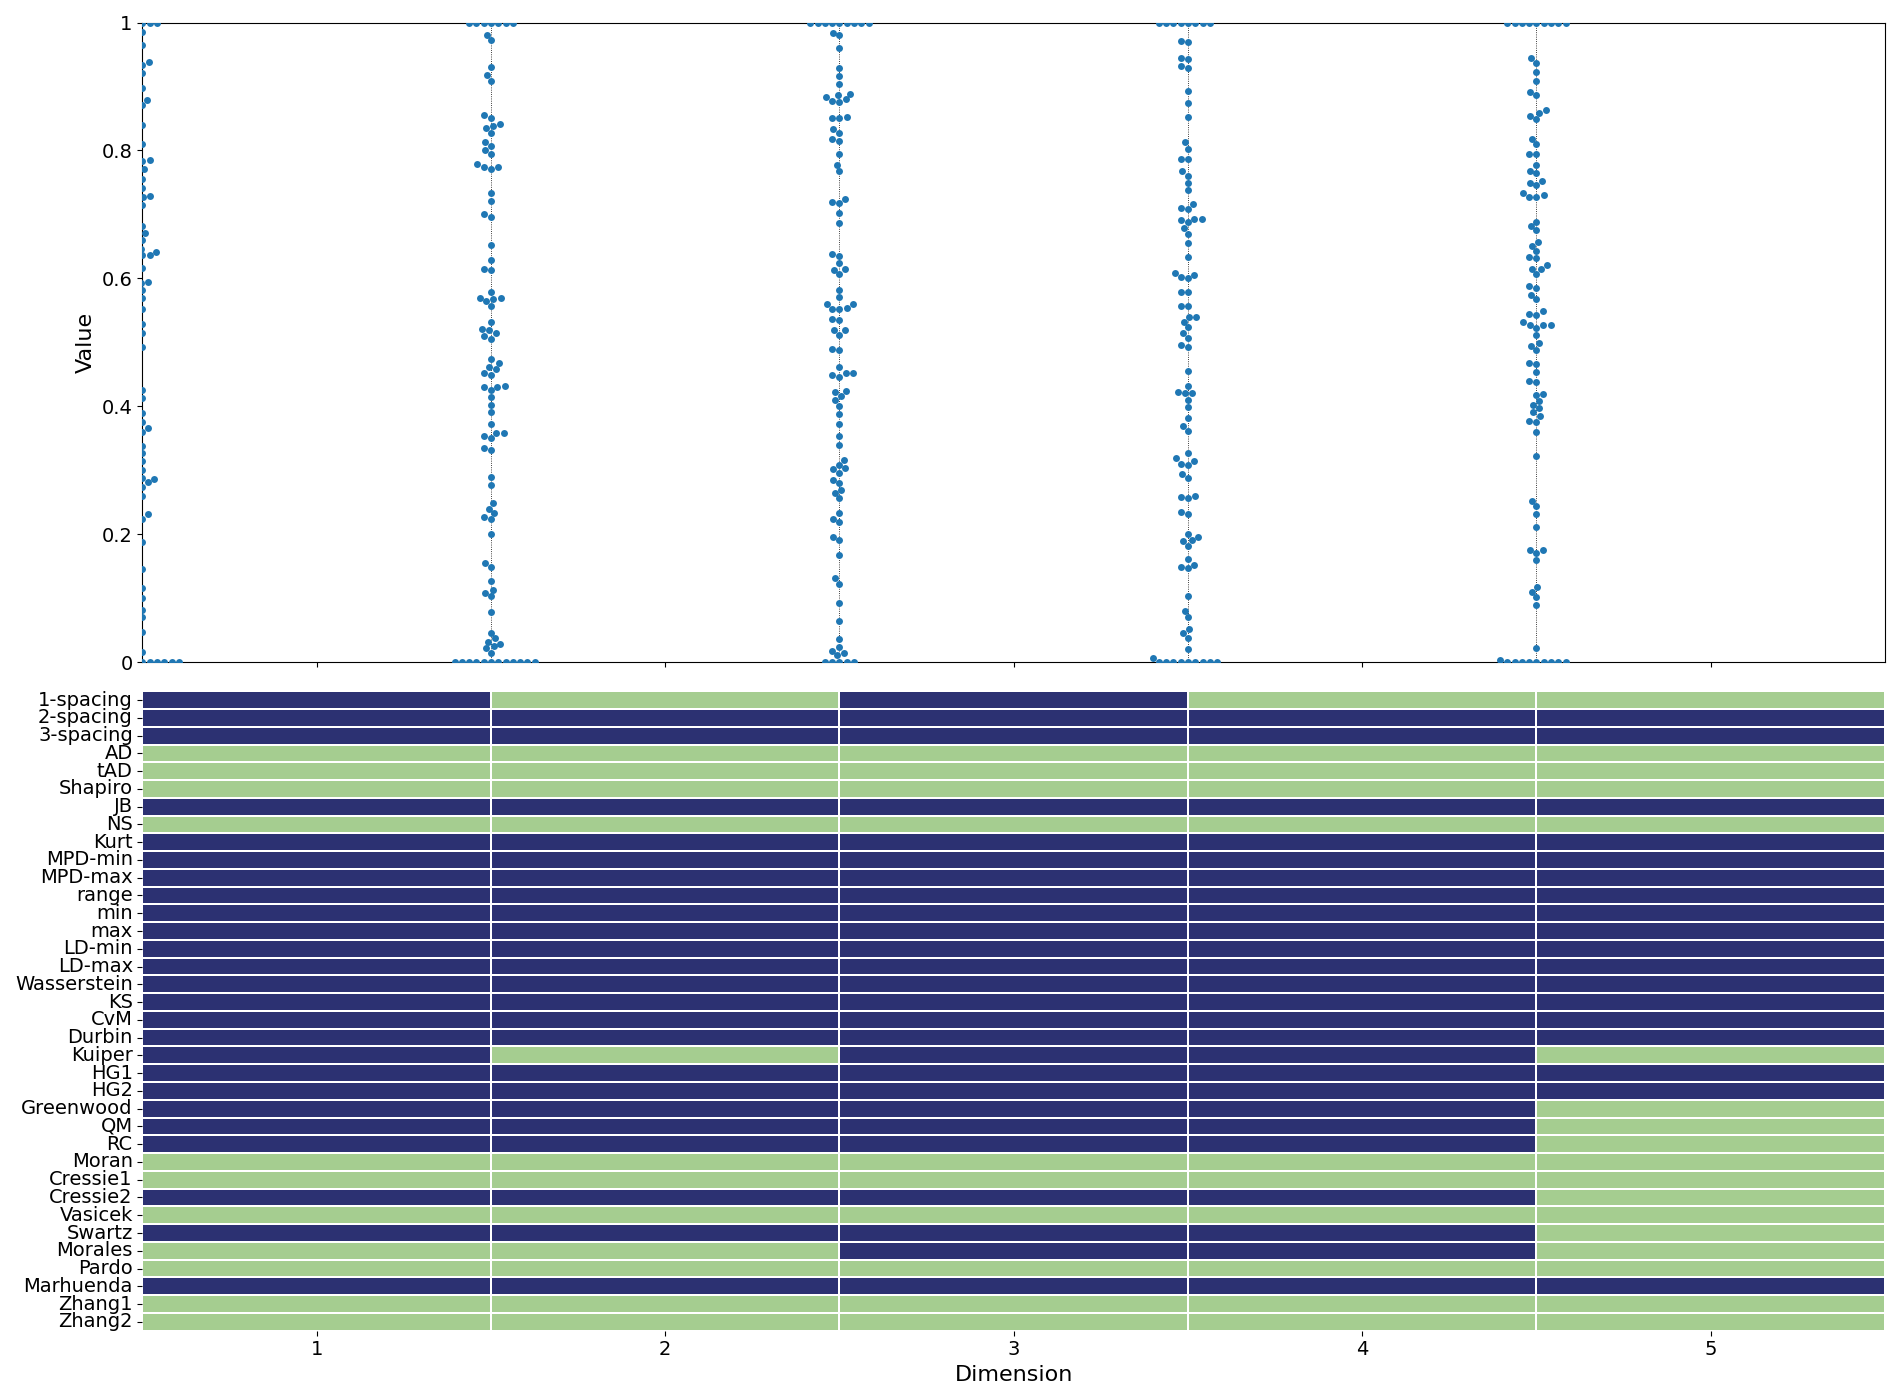 1
0.8
0.6
Value
0.4
0.2
0
1-spacing
2-spacing
3-spacing
AD
tAD
Shapiro
JB
NS
Kurt
MPD-min
MPD-max
range
min
max
LD-min
LD-max
Wasserstein
KS
CvM
Durbin
Kuiper
HG1
HG2
Greenwood
QM
RC
Moran
Cressie1
Cressie2
Vasicek
Swartz
Morales
Pardo
Marhuenda
Zhang1
Zhang2
1 2 3 4 5
Dimension